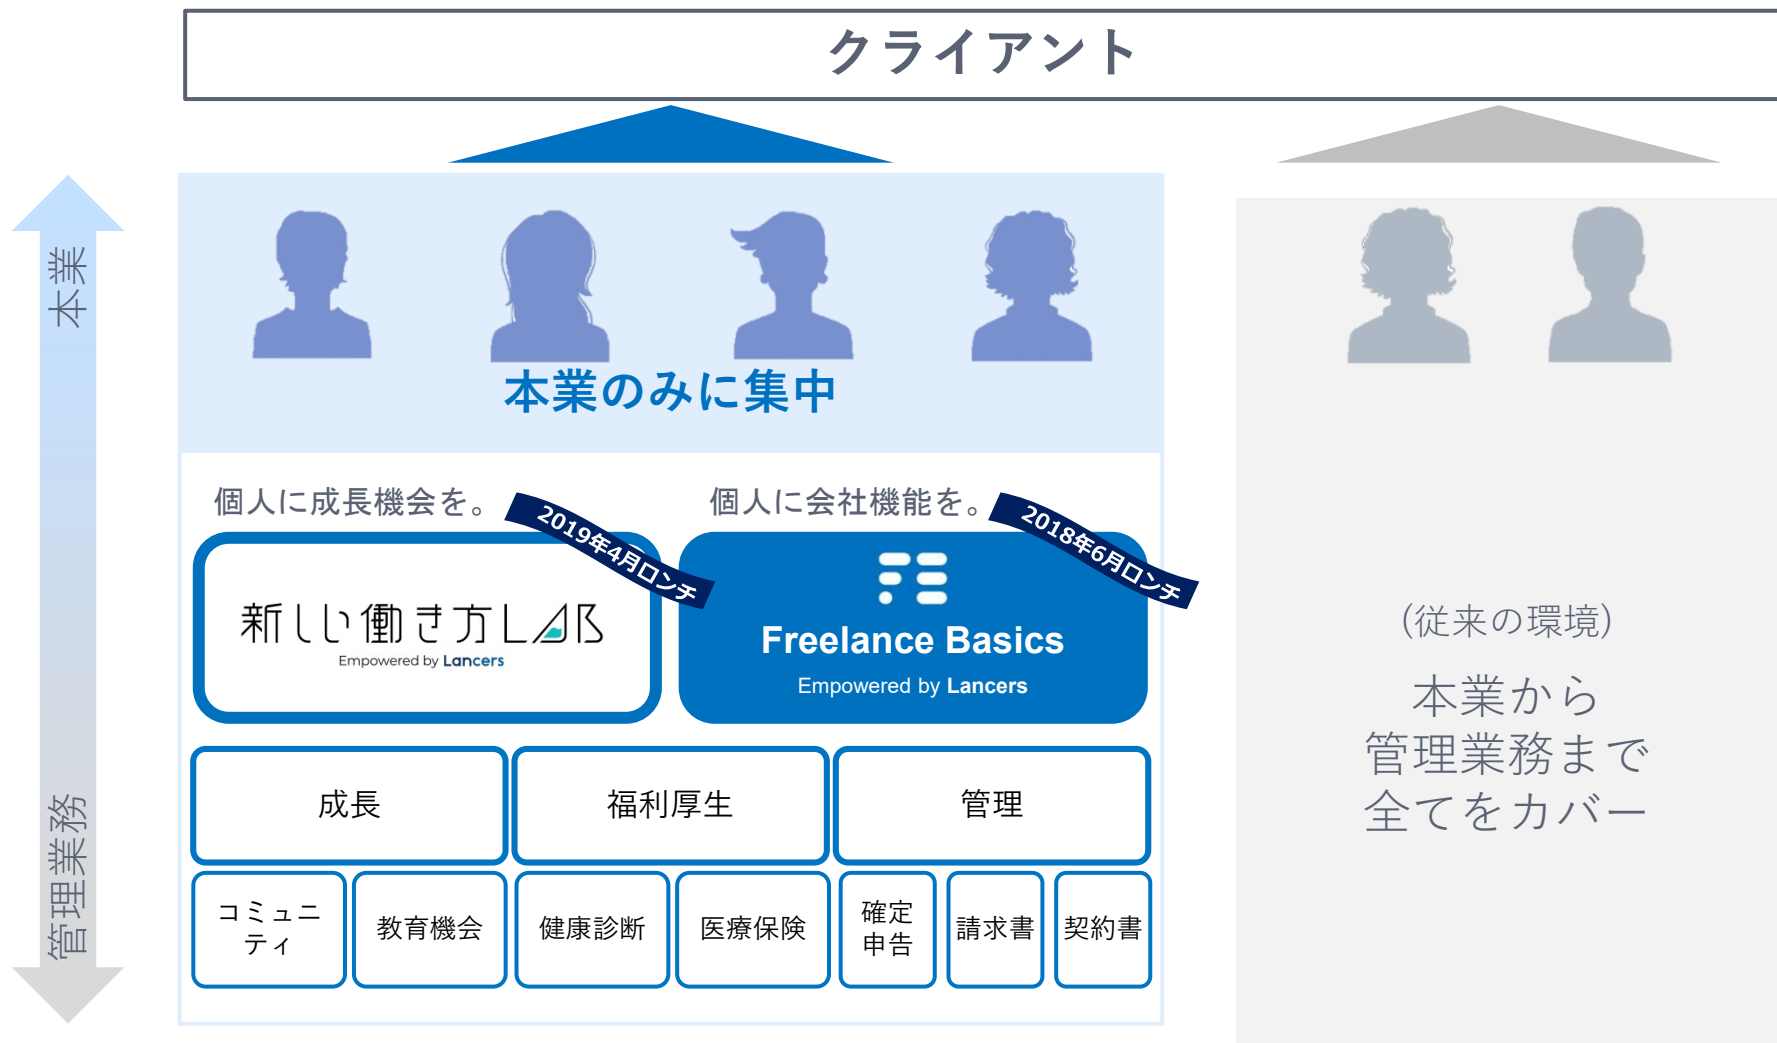 クライアント
本業
管理業務
本業のみに集中
個人に成長機会を。
2019年4月ロンチ
新しい働き方LAB
Empowered by Lancers
個人に会社機能を。
2018年6月ロンチ
Freelance Basics
Empowered by Lancers
成長
福利厚生
管理
コミュニ
ティ
教育機会
健康診断
医療保険
確定
申告
請求書
契約書
(従来の環境)
本業から
管理業務まで
全てをカバー